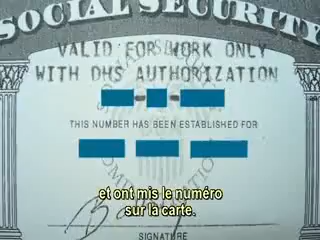 SOCIAL SECURITY
VALID FOR WORK ONLY
WITH DHS AUTHORIZATION
THIS NUMBER HAS BEEN ESTABLISHED FOR
et ont mis le numéro
sur la carte.
SIGNATURE